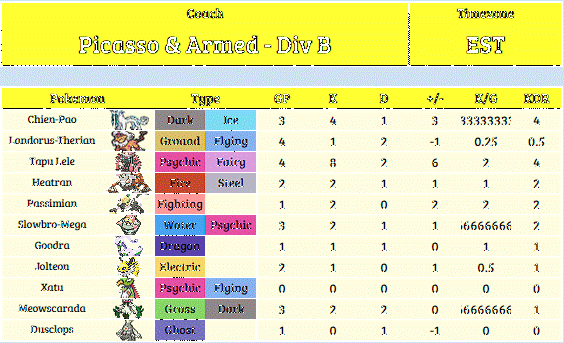 Coach Timezone
Picasso & Armed - Div B EST
Pokemon Type GP K D +/- K/G KDR
Chien-Pao Dark Ice 3 4 1 3 33333333 4
Landorus-Therian Ground Flying 4 1 2 -1 0.25 0.5
Tapu Lele Psychic Fairy 4 8 2 6 2 4
Heatran Fire Steel 2 2 1 1 1 2
Passimian Fighting 1 2 0 2 2 2
Slowbro-Mega Water Psychic 3 2 1 1 6666666 2
Goodra Dragon 1 1 1 0 1 1
Jolteon Electric 2 1 0 1 0.5 1
Xatu Psychic Flying 0 0 0 0 0 0
Meowscarada Grass Dark 3 2 2 0 6666666 1
Dusclops Ghost 1 0 1 -1 0 0